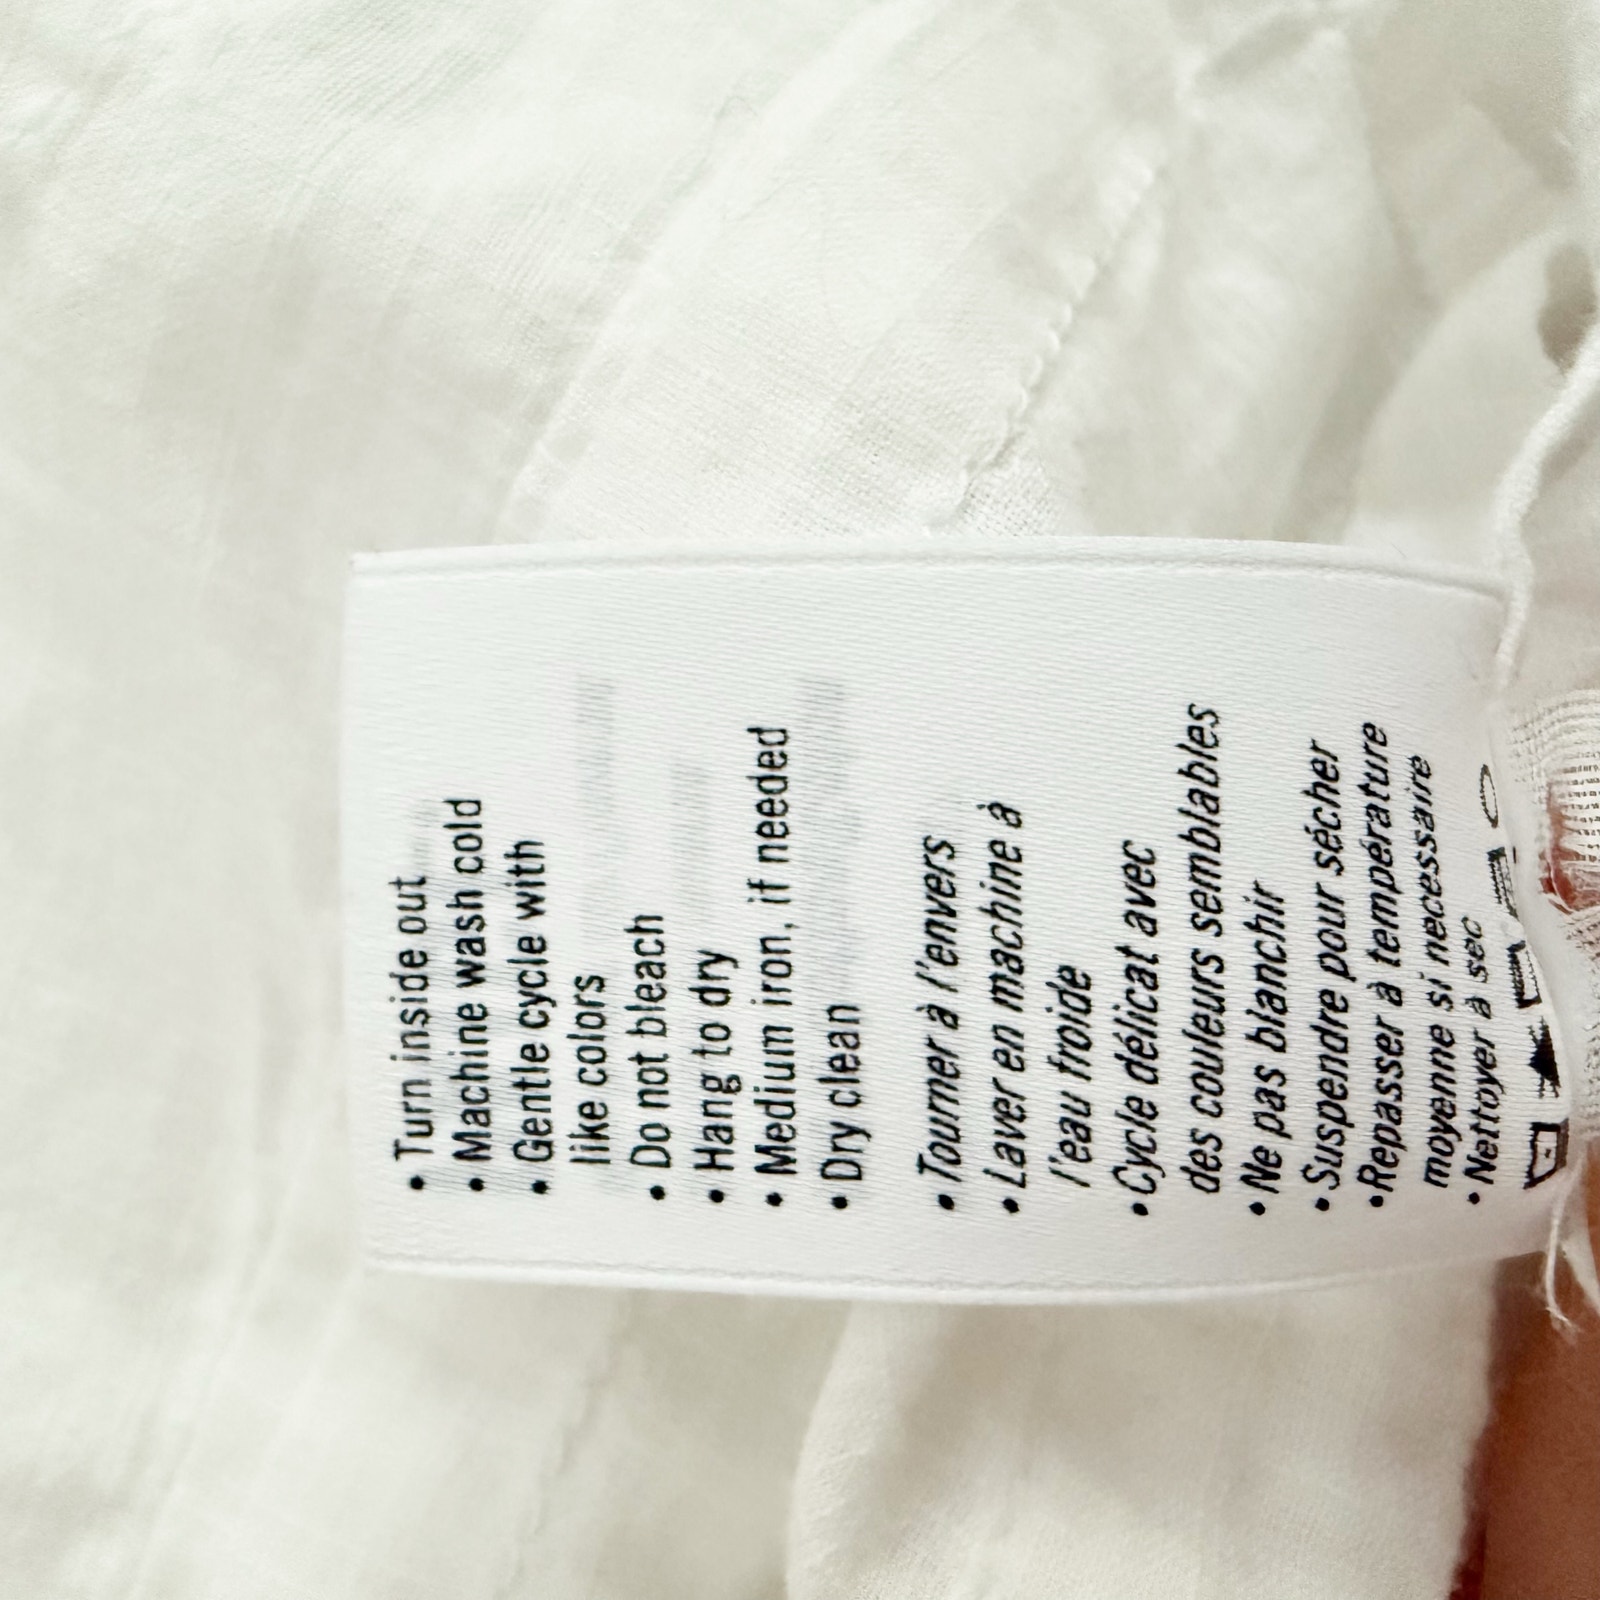 • Turn inside out
• Machine wash cold
• Gentle cycle with
like colors
• Do not bleach
• Hang to dry
• Medium iron, if needed
• Dry clean
• Tourner à l'envers
• Laver en machine à
l'eau froide
• Cycle délicat avec
des couleurs semblables
• Ne pas blanchir
• Suspendre pour sécher
• Repasser à température
moyenne si necessaire
• Nettoyer à sec